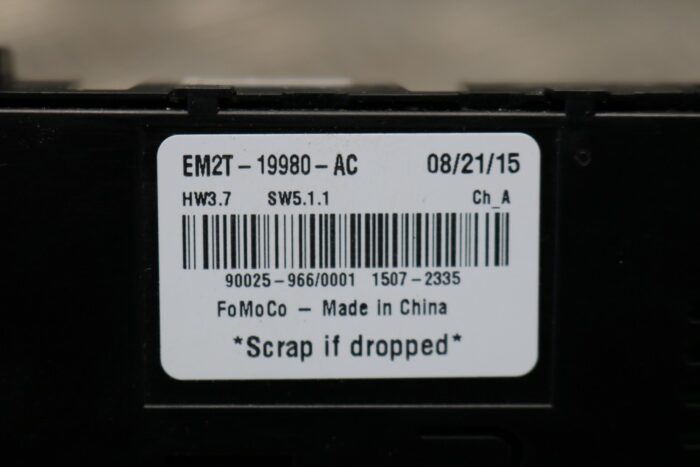 EM2T-19980-AC 08/21/15
HW3.7 SW5.1.1 Ch_A
90025-966/0001 1507-2335
FoMoCo - Made in China
*Scrap if dropped*